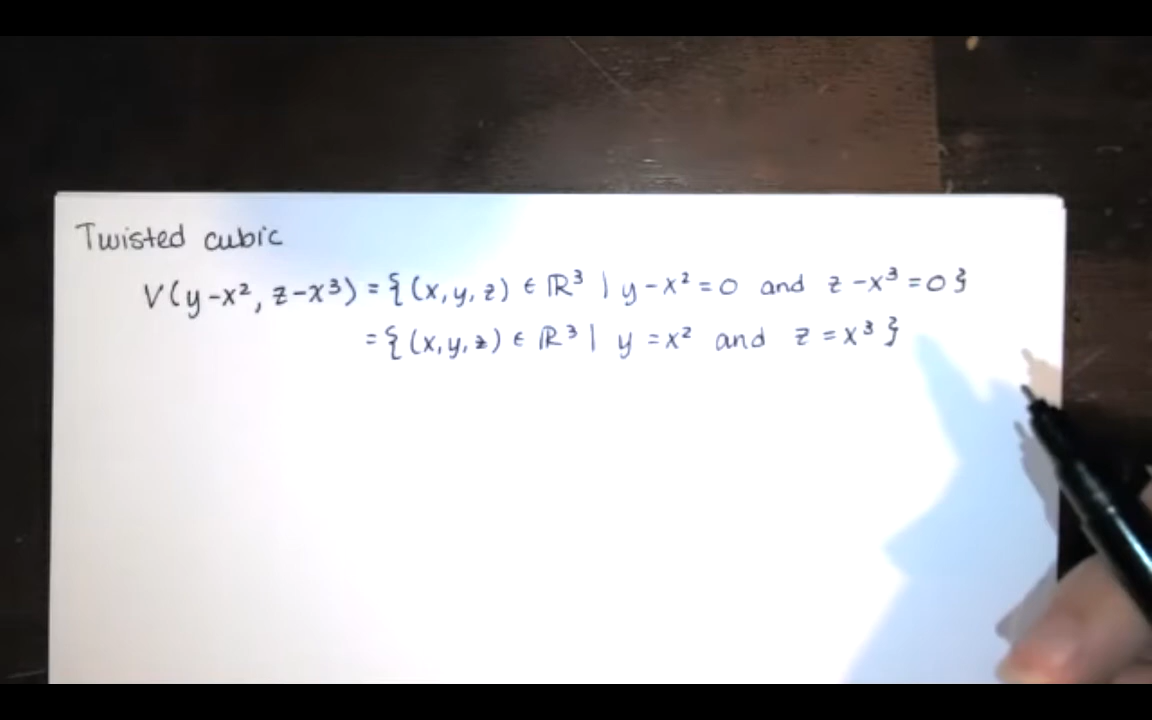 Twisted cubic
V(y-x², z-x³) = { (x,y,z) ∈ ℝ³ | y-x²=0 and z-x³=0 }
= { (x,y,z) ∈ ℝ³ | y=x² and z=x³ }